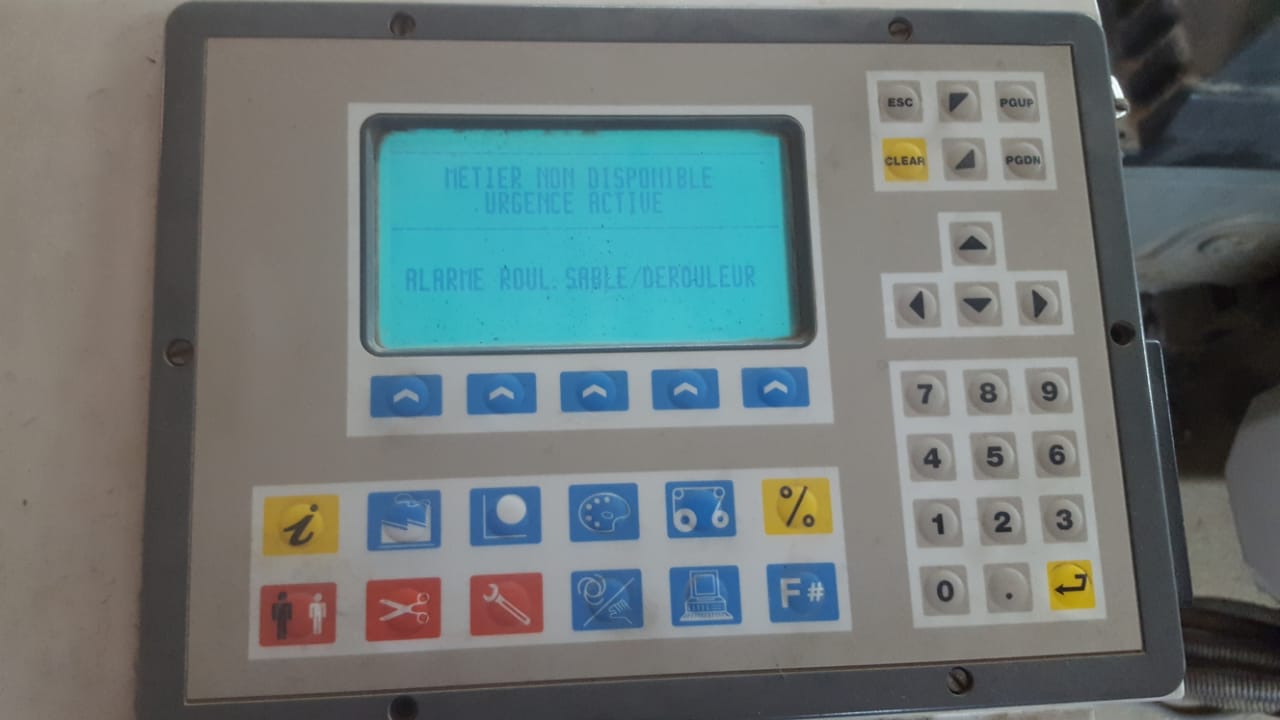 METIER NON DISPONIBLE
URGENCE ACTIVE
ALARME ROUL. SABLE/DEROULEUR
ESC
PGUP
CLEAR
PGDN
7 8 9
4 5 6
1 2 3
0 .
i
%
F#